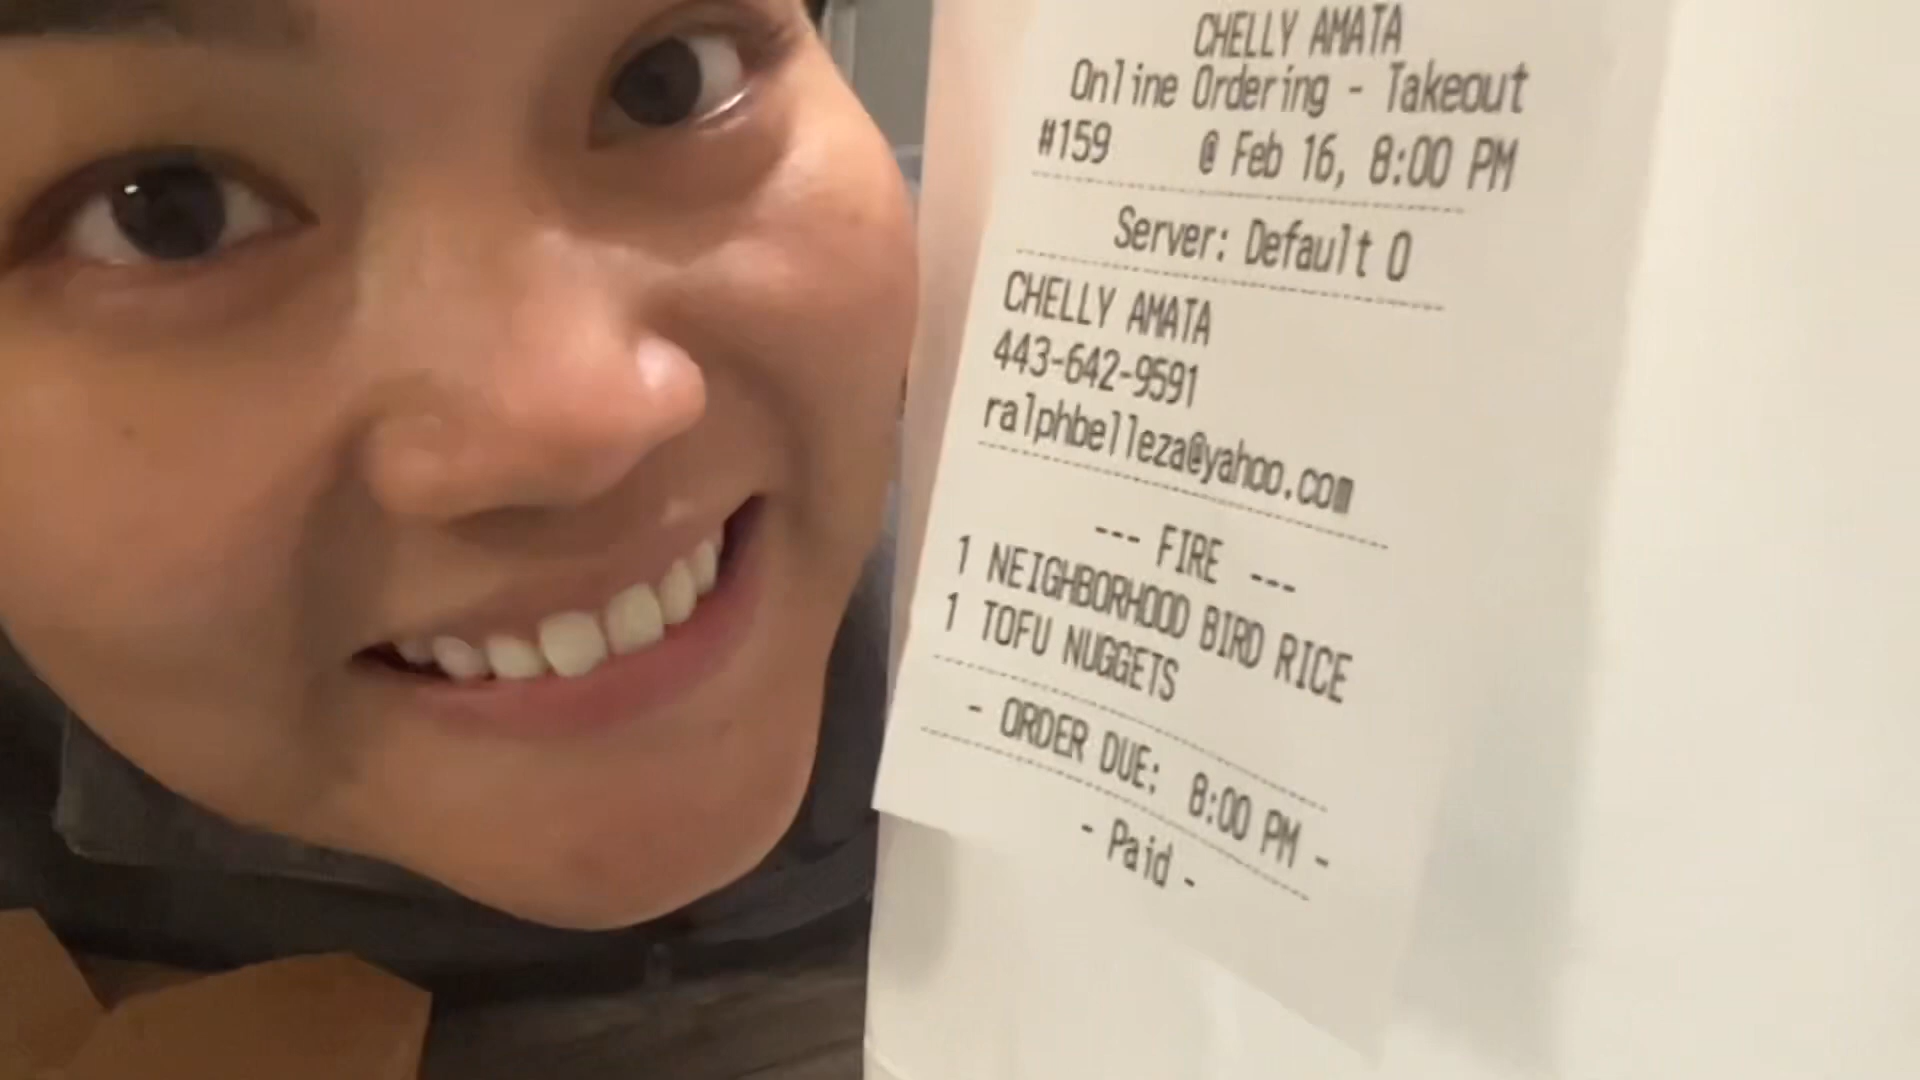 CHELLY AMATA
Online Ordering - Takeout
#159 @ Feb 16, 8:00 PM
Server: Default O
CHELLY AMATA
443-642-9591
ralphbelleza@yahoo.com
--- FIRE ---
1 NEIGHBORHOOD BIRD RICE
1 TOFU NUGGETS
- ORDER DUE: 8:00 PM -
- Paid -